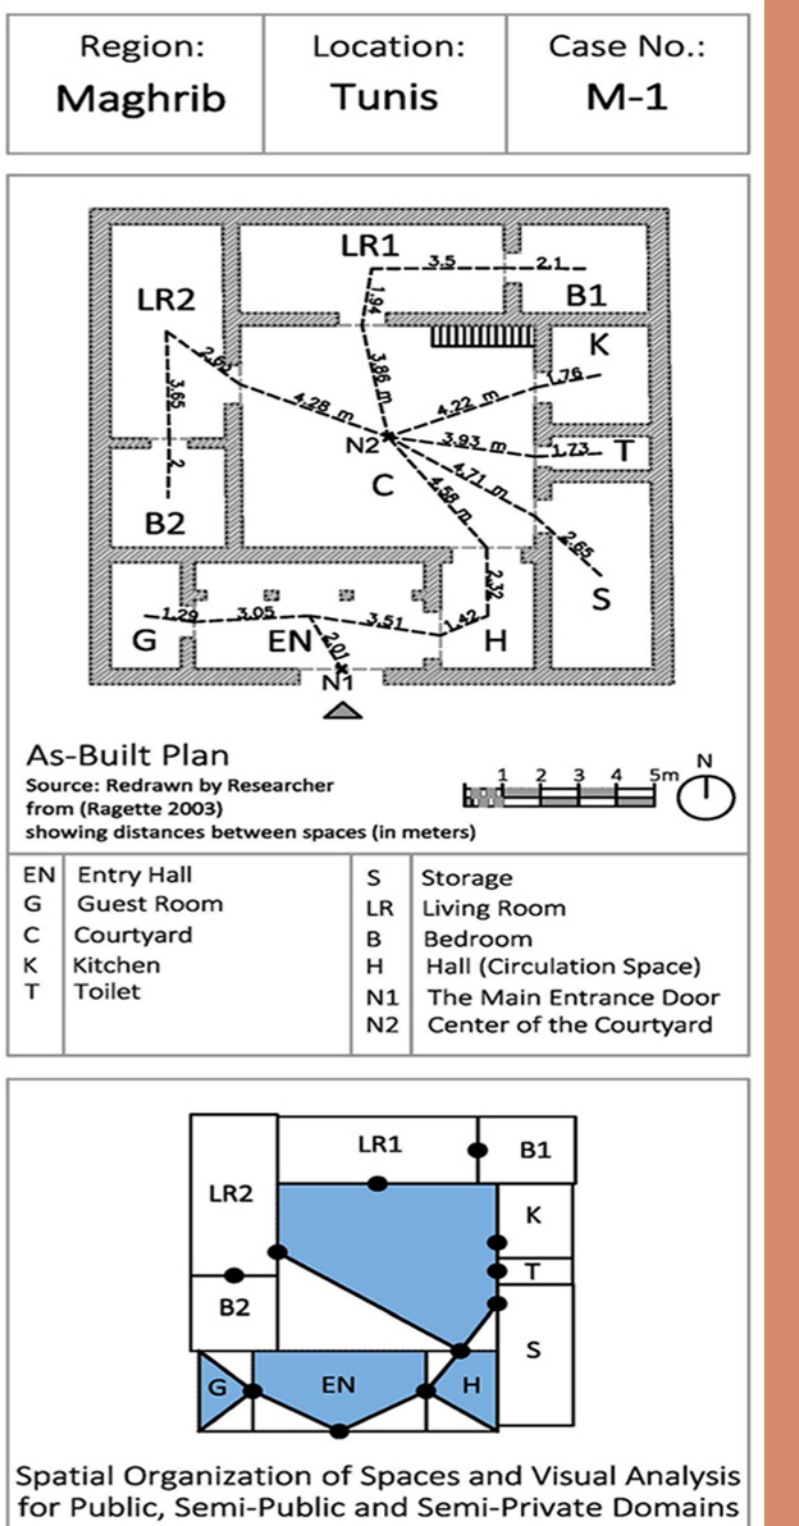 Region:
Maghrib
Location:
Tunis
Case No.:
M-1
LR1
3.5
2.1
B1
LR2
1.94
K
2.63
3.65
3.86 m
1.76
4.28 m
4.22 m
N2
3.93 m
1.73
T
2
C
4.58 m
4.71 m
B2
2.65
2.32
S
1.29
3.05
3.51
1.42
G
EN
2.01
H
N1
As-Built Plan
Source: Redrawn by Researcher
from (Ragette 2003)
showing distances between spaces (in meters)
1 2 3 4 5m
N
EN Entry Hall
G Guest Room
C Courtyard
K Kitchen
T Toilet
S Storage
LR Living Room
B Bedroom
H Hall (Circulation Space)
N1 The Main Entrance Door
N2 Center of the Courtyard
LR1
B1
LR2
K
T
B2
S
G
EN
H
Spatial Organization of Spaces and Visual Analysis
for Public, Semi-Public and Semi-Private Domains